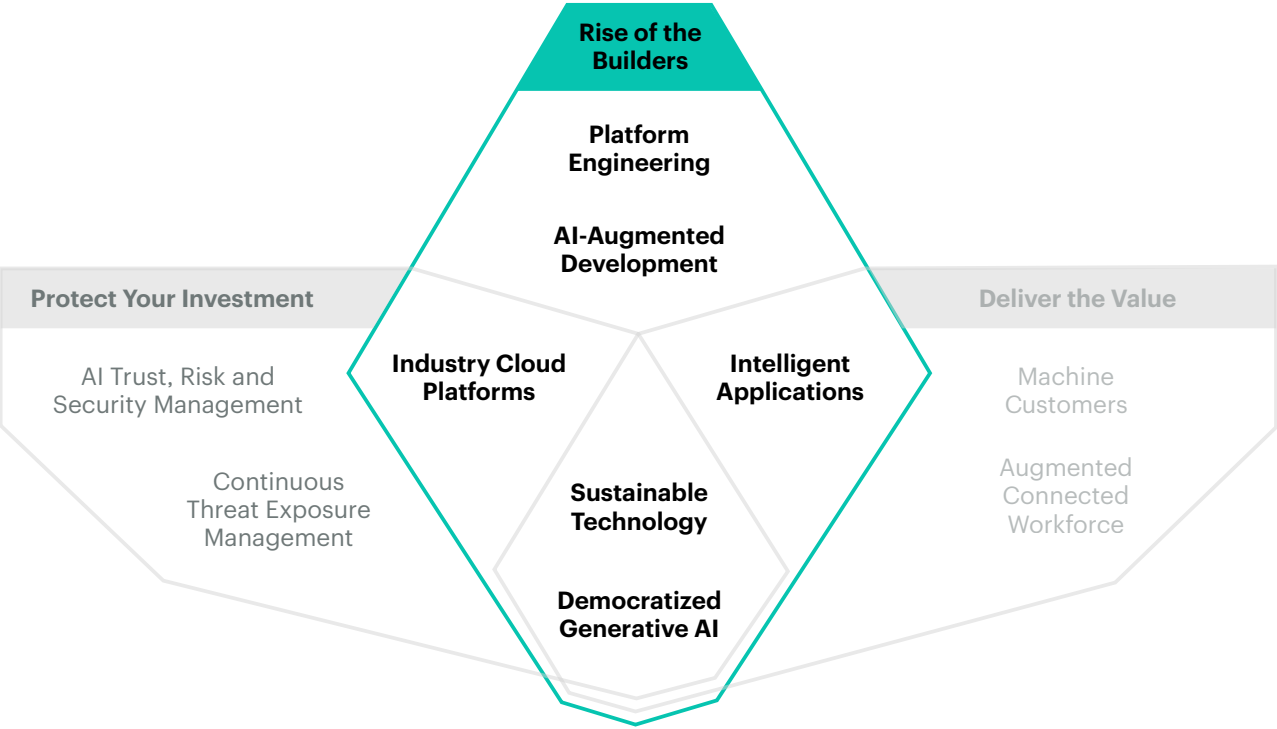 Rise of the
Builders
Platform
Engineering
AI-Augmented
Development
Protect Your Investment
Deliver the Value
Industry Cloud
Platforms
Intelligent
Applications
AI Trust, Risk and
Security Management
Machine
Customers
Continuous
Threat Exposure
Management
Sustainable
Technology
Augmented
Connected
Workforce
Democratized
Generative AI